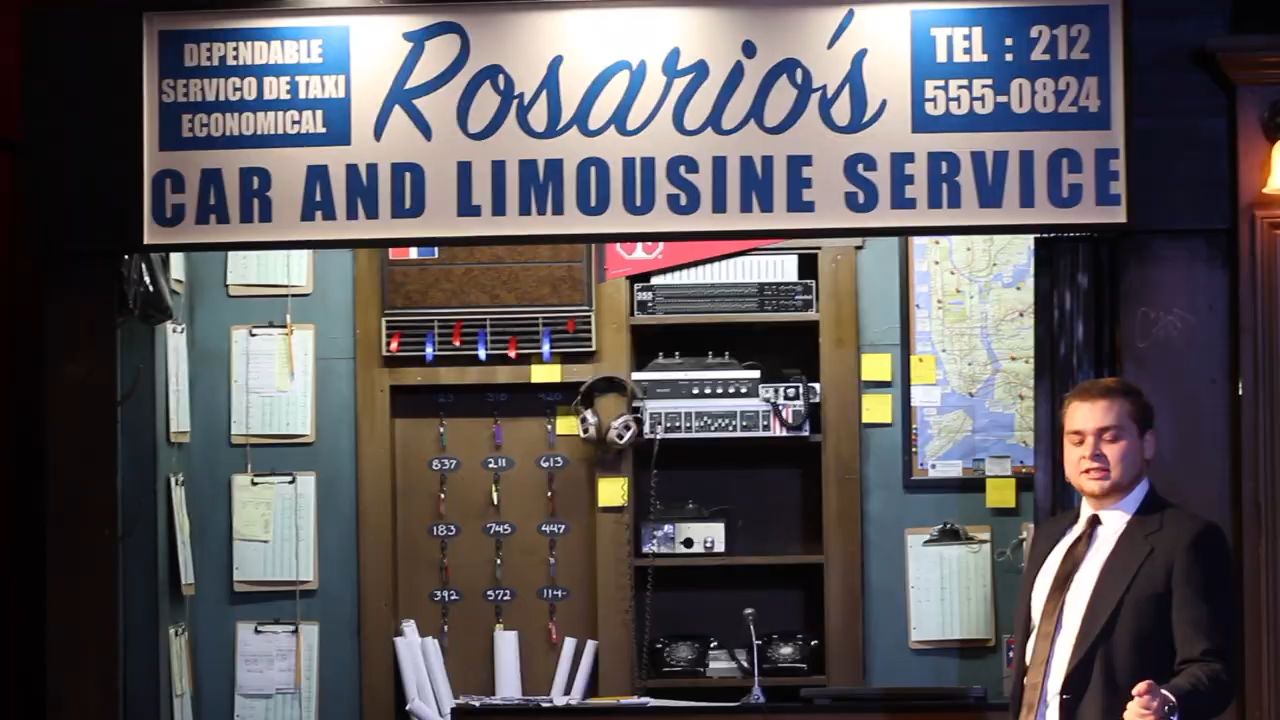 DEPENDABLE
SERVICO DE TAXI
ECONOMICAL
Rosario's
TEL : 212
555-0824
CAR AND LIMOUSINE SERVICE
355
837 211 613
183 745 447
392 572 114